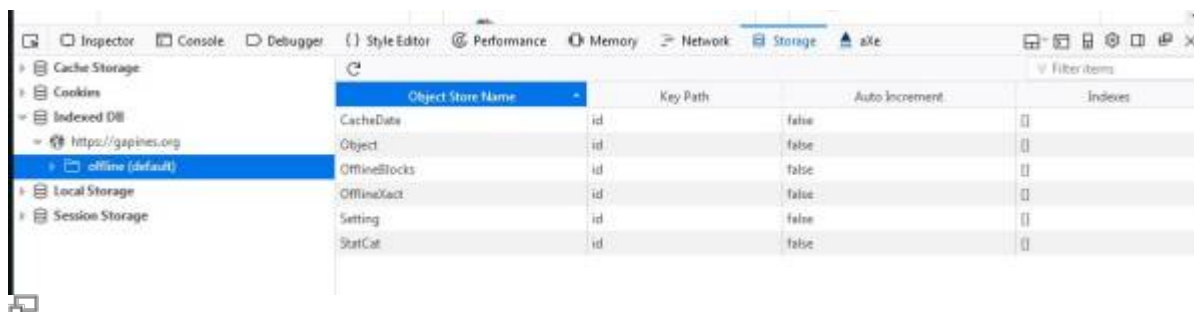 Inspector Console Debugger {} Style Editor Performance Memory Network Storage aXe
Cache Storage
Cookies
Indexed DB
https://gapines.org
offline (default)
Local Storage
Session Storage
Filter items
Object Store Name Key Path Auto Increment Indexes
CacheDate id false []
Object id false []
OfflineBlocks id false []
OfflineXact id false []
Setting id false []
StatCat id false []